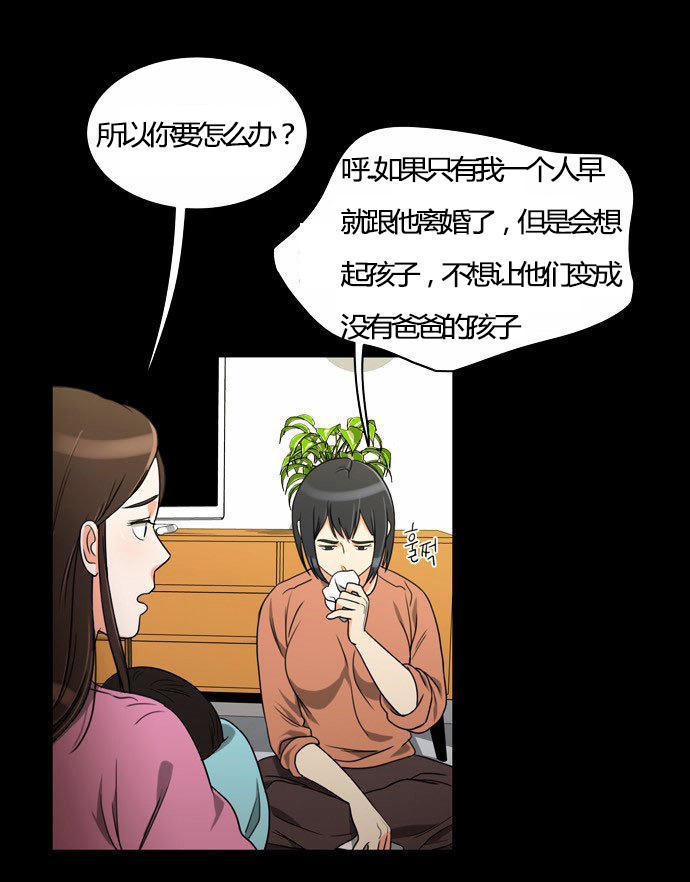 所以你要怎么办？
呼..如果只有我一个人早
就跟他离婚了，但是会想
起孩子，不想让他们变成
没有爸爸的孩子
훌쩍